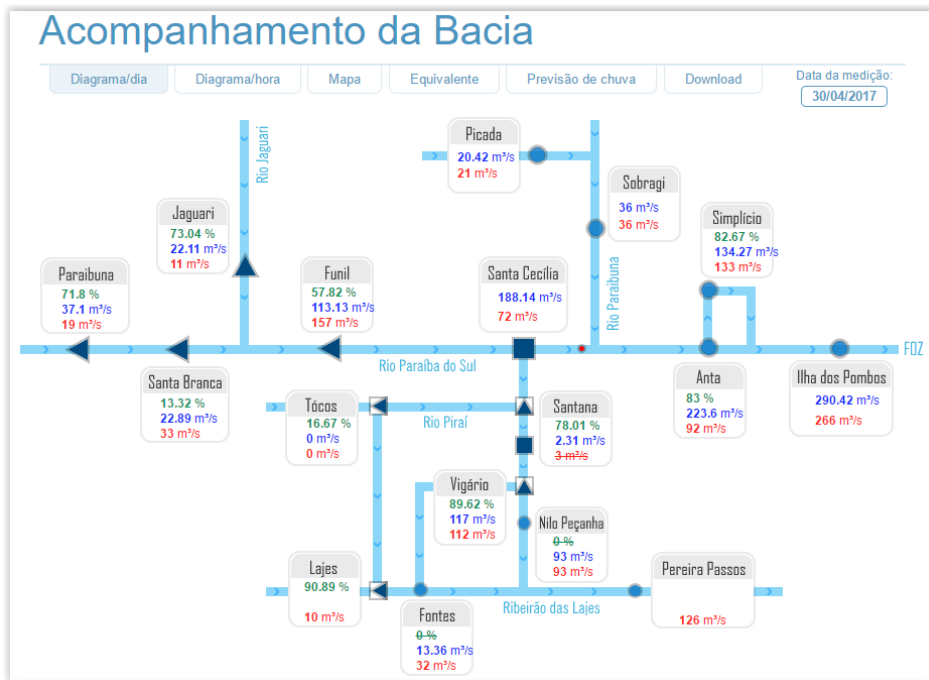 Acompanhamento da Bacia
Diagrama/dia
Diagrama/hora
Mapa
Equivalente
Previsão de chuva
Download
Data da medição:
30/04/2017
Rio Jaguari
Picada
20.42 m³/s
21 m³/s
Sobragi
36 m³/s
36 m³/s
Simplício
82.67 %
134.27 m³/s
133 m³/s
Jaguari
73.04 %
22.11 m³/s
11 m³/s
Paraibuna
71.8 %
37.1 m³/s
19 m³/s
Funil
57.82 %
113.13 m³/s
157 m³/s
Santa Cecília
188.14 m³/s
72 m³/s
Rio Paraibuna
FOZ
Rio Paraíba do Sul
Santa Branca
13.32 %
22.89 m³/s
33 m³/s
Anta
83 %
223.6 m³/s
92 m³/s
Ilha dos Pombos
290.42 m³/s
266 m³/s
Tócos
16.67 %
0 m³/s
0 m³/s
Rio Piraí
Santana
78.01 %
2.31 m³/s
3 m³/s
Vigário
89.62 %
117 m³/s
112 m³/s
Nilo Peçanha
0 %
93 m³/s
93 m³/s
Lajes
90.89 %
10 m³/s
Pereira Passos
126 m³/s
Ribeirão das Lajes
Fontes
0 %
13.36 m³/s
32 m³/s